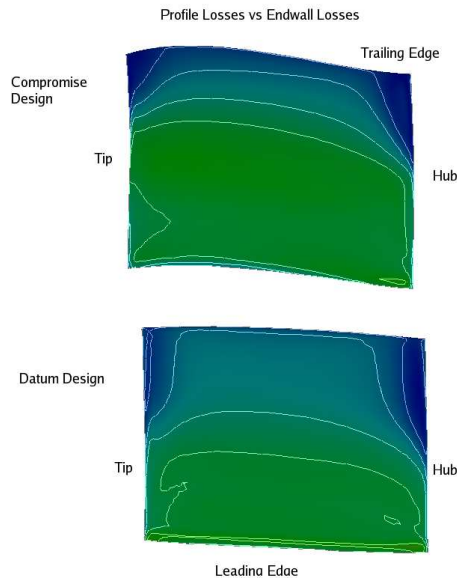 Profile Losses vs Endwall Losses
Trailing Edge
Compromise
Design
Tip
Hub
Datum Design
Tip
Hub
Leading Edge